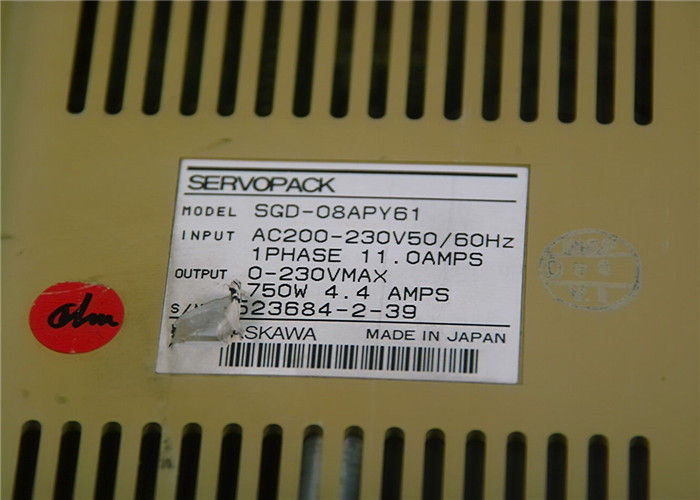 SERVOPACK
MODEL SGD-08APY61
INPUT AC200-230V50/60Hz
1PHASE 11.0AMPS
OUTPUT 0-230VMAX
750W 4.4 AMPS
S/N 523684-2-39
ASKAWA MADE IN JAPAN